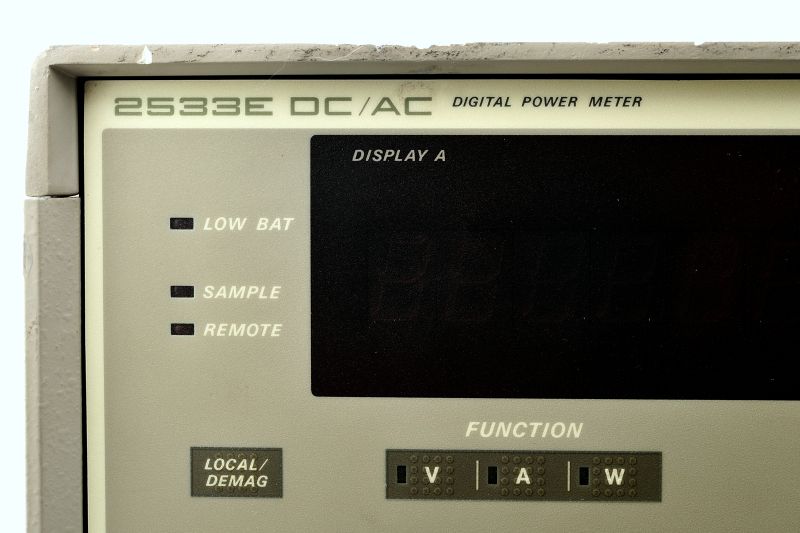 2533E DC/AC DIGITAL POWER METER
DISPLAY A
LOW BAT
SAMPLE
REMOTE
FUNCTION
LOCAL/
DEMAG
V A W